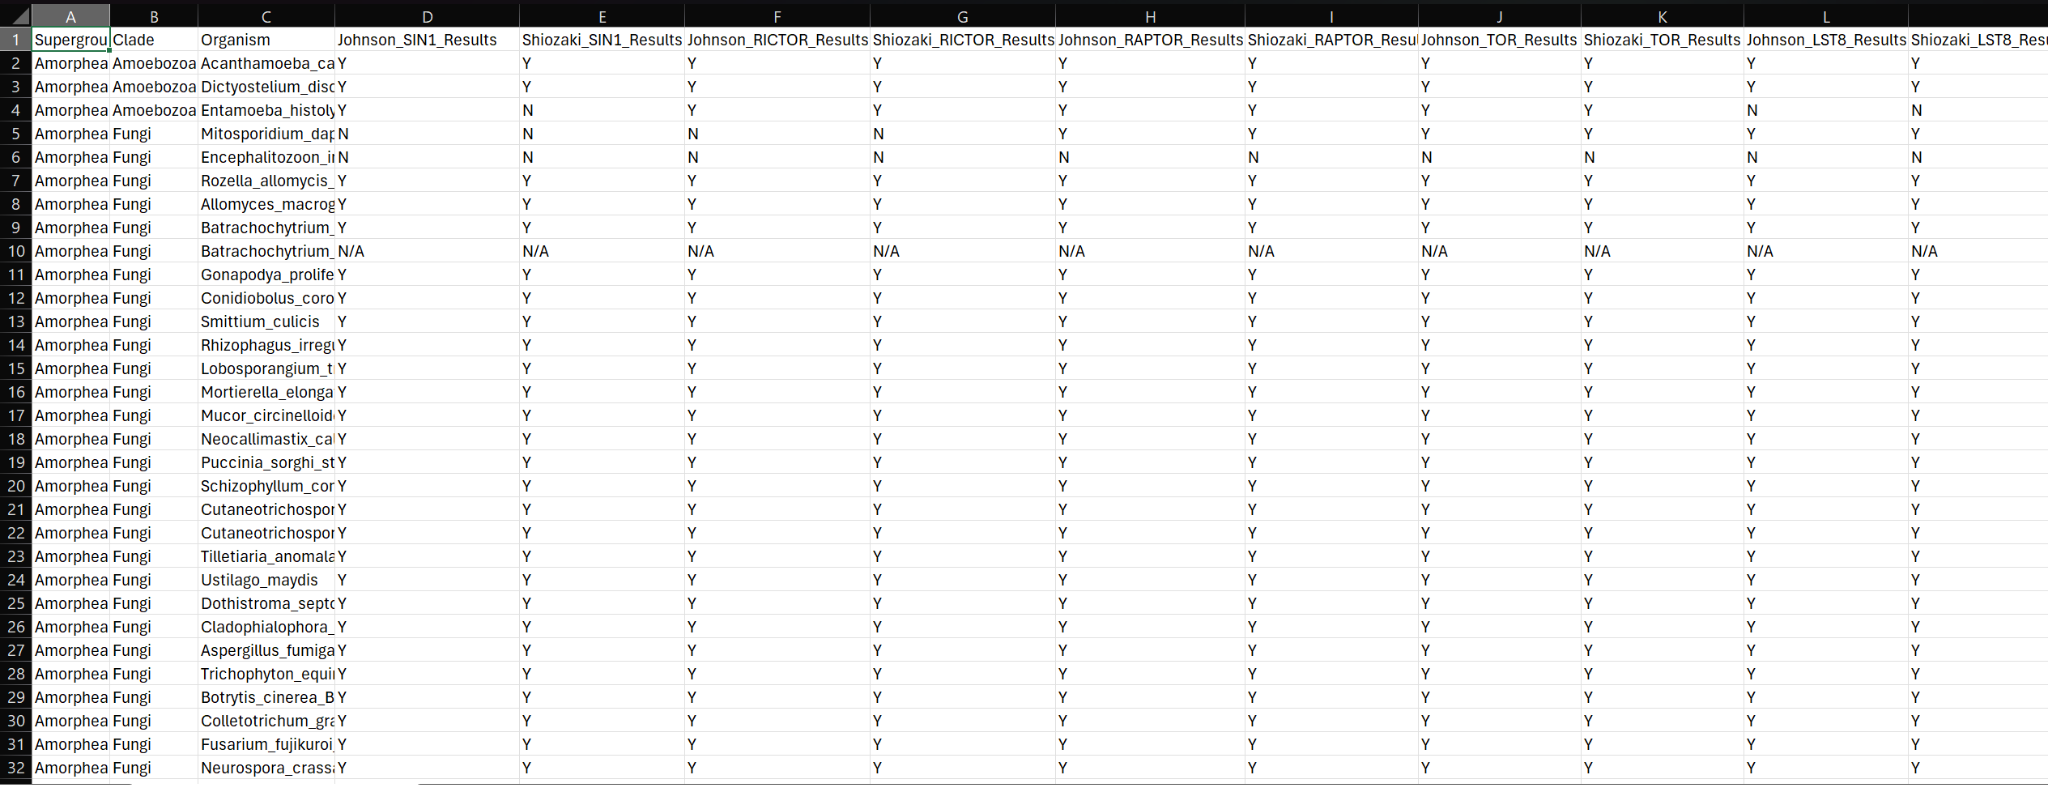 A B C D E F G H I J K L
1 Supergrou Clade Organism Johnson_SIN1_Results Shiozaki_SIN1_Results Johnson_RICTOR_Results Shiozaki_RICTOR_Results Johnson_RAPTOR_Results Shiozaki_RAPTOR_Resu Johnson_TOR_Results Shiozaki_TOR_Results Johnson_LST8_Results Shiozaki_LST8_Resu
2 Amorphea Amoebozoa Acanthamoeba_ca Y Y Y Y Y Y Y Y Y Y
3 Amorphea Amoebozoa Dictyostelium_disc Y Y Y Y Y Y Y Y Y Y
4 Amorphea Amoebozoa Entamoeba_histoly Y N Y Y Y Y Y Y N N
5 Amorphea Fungi Mitosporidium_dap N N N N Y Y Y Y Y Y
6 Amorphea Fungi Encephalitozoon_i N N N N N N N N N N
7 Amorphea Fungi Rozella_allomycis_ Y Y Y Y Y Y Y Y Y Y
8 Amorphea Fungi Allomyces_macrog Y Y Y Y Y Y Y Y Y Y
9 Amorphea Fungi Batrachochytrium_ Y Y Y Y Y Y Y Y Y Y
10 Amorphea Fungi Batrachochytrium_ N/A N/A N/A N/A N/A N/A N/A N/A N/A N/A
11 Amorphea Fungi Gonapodya_prolife Y Y Y Y Y Y Y Y Y Y
12 Amorphea Fungi Conidiobolus_coro Y Y Y Y Y Y Y Y Y Y
13 Amorphea Fungi Smittium_culicis Y Y Y Y Y Y Y Y Y Y
14 Amorphea Fungi Rhizophagus_irregu Y Y Y Y Y Y Y Y Y Y
15 Amorphea Fungi Lobosporangium_t Y Y Y Y Y Y Y Y Y Y
16 Amorphea Fungi Mortierella_elonga Y Y Y Y Y Y Y Y Y Y
17 Amorphea Fungi Mucor_circinelloid Y Y Y Y Y Y Y Y Y Y
18 Amorphea Fungi Neocallimastix_cal Y Y Y Y Y Y Y Y Y Y
19 Amorphea Fungi Puccinia_sorghi_st Y Y Y Y Y Y Y Y Y Y
20 Amorphea Fungi Schizophyllum_cor Y Y Y Y Y Y Y Y Y Y
21 Amorphea Fungi Cutaneotrichospor Y Y Y Y Y Y Y Y Y Y
22 Amorphea Fungi Cutaneotrichospor Y Y Y Y Y Y Y Y Y Y
23 Amorphea Fungi Tilletiaria_anomala Y Y Y Y Y Y Y Y Y Y
24 Amorphea Fungi Ustilago_maydis Y Y Y Y Y Y Y Y Y Y
25 Amorphea Fungi Dothistroma_septo Y Y Y Y Y Y Y Y Y Y
26 Amorphea Fungi Cladophialophora_ Y Y Y Y Y Y Y Y Y Y
27 Amorphea Fungi Aspergillus_fumiga Y Y Y Y Y Y Y Y Y Y
28 Amorphea Fungi Trichophyton_equi Y Y Y Y Y Y Y Y Y Y
29 Amorphea Fungi Botrytis_cinerea_B Y Y Y Y Y Y Y Y Y Y
30 Amorphea Fungi Colletotrichum_gra Y Y Y Y Y Y Y Y Y Y
31 Amorphea Fungi Fusarium_fujikuroi_ Y Y Y Y Y Y Y Y Y Y
32 Amorphea Fungi Neurospora_crassa Y Y Y Y Y Y Y Y Y Y